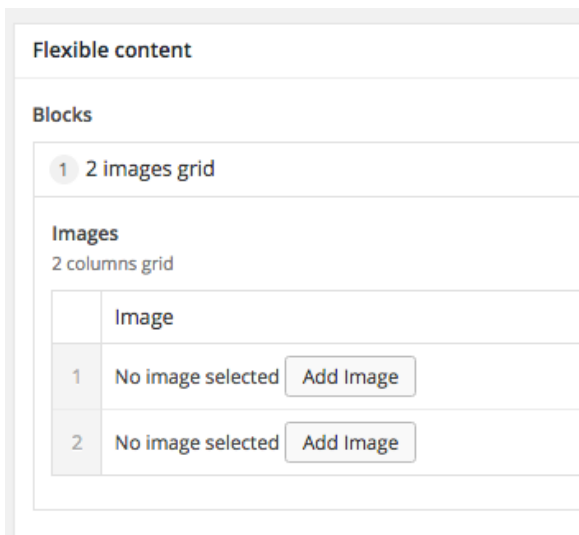 Flexible content
Blocks
1 2 images grid
Images
2 columns grid
Image
1 No image selected Add Image
2 No image selected Add Image